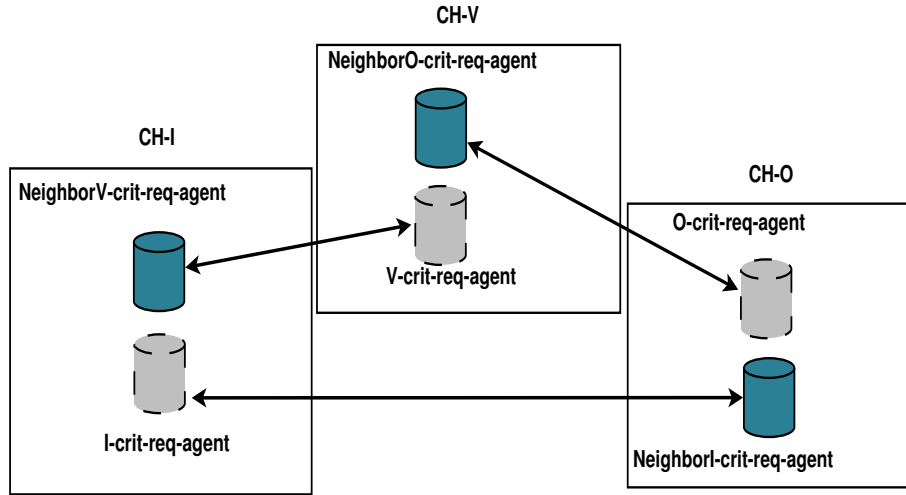 CH-V
NeighborO-crit-req-agent
CH-I
CH-O
NeighborV-crit-req-agent
O-crit-req-agent
V-crit-req-agent
I-crit-req-agent
NeighborI-crit-req-agent